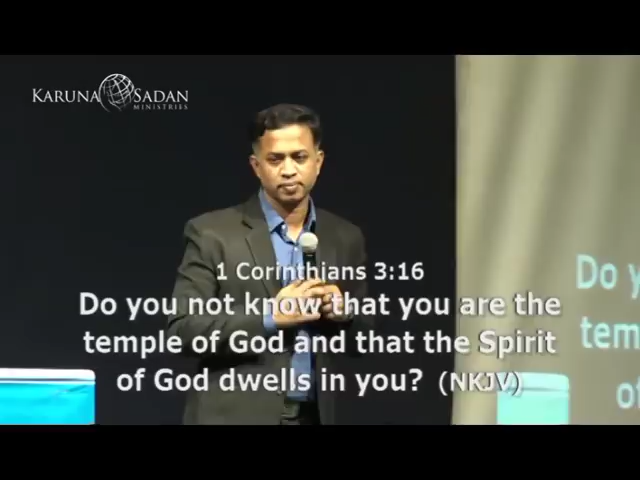 KARUNA SADAN
MINISTRIES
1 Corinthians 3:16
Do you not know that you are the
temple of God and that the Spirit
of God dwells in you? (NKJV)
Do y
tem
of